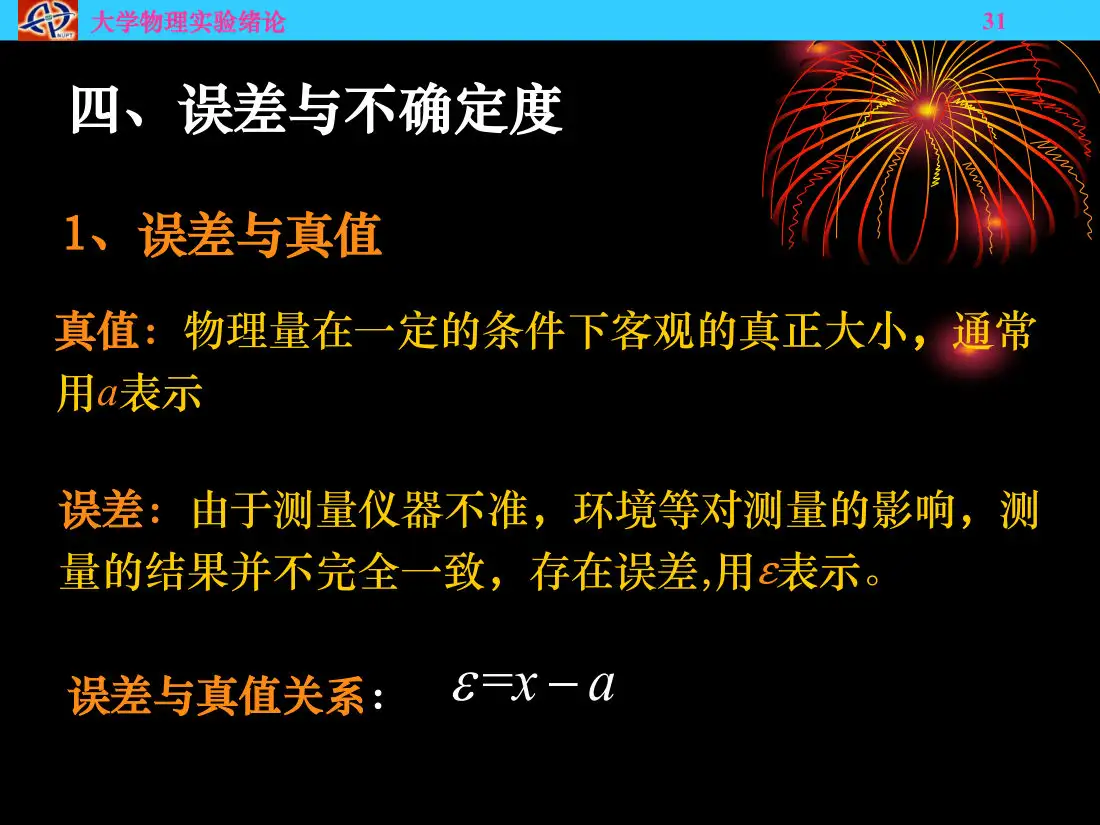 NUPT
大学物理实验绪论
31
四、误差与不确定度
1、误差与真值
真值：物理量在一定的条件下客观的真正大小，通常
用a表示
误差：由于测量仪器不准，环境等对测量的影响，测
量的结果并不完全一致，存在误差,用ε表示。
误差与真值关系： ε=x－a